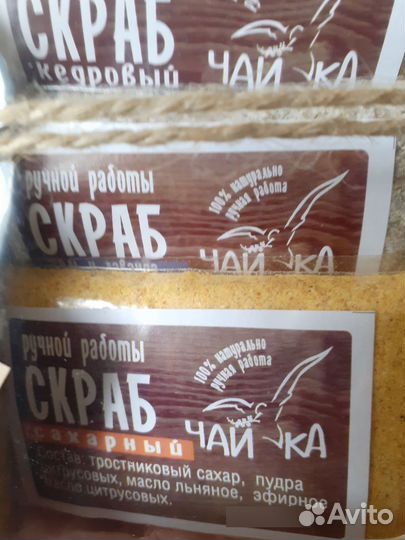 СКРАБ
кедровый
ЧАЙ КА
ручной работы
100% натурально
ручная работа
СКРАБ
ЧАЙ КА
ручной работы
100% натурально
ручная работа
СКРАБ
сахарный
ЧАЙ КА
Состав: тростниковый сахар, пудра
цитрусовых, масло льняное, эфирное
масло цитрусовых.
Avito